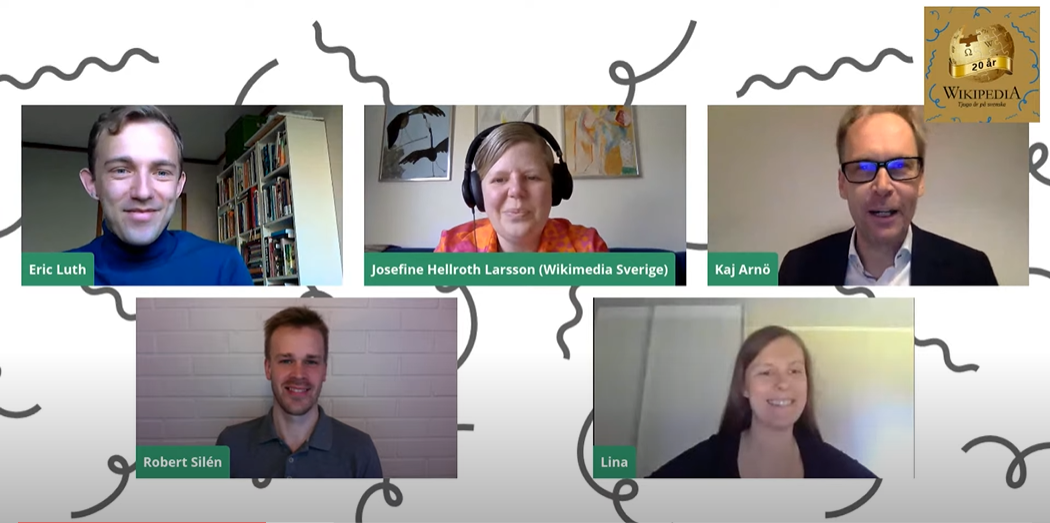 20 år
WIKIPEDIA
Tjugo år på svenska
Eric Luth
Josefine Hellroth Larsson (Wikimedia Sverige)
Kaj Arnö
Robert Silén
Lina